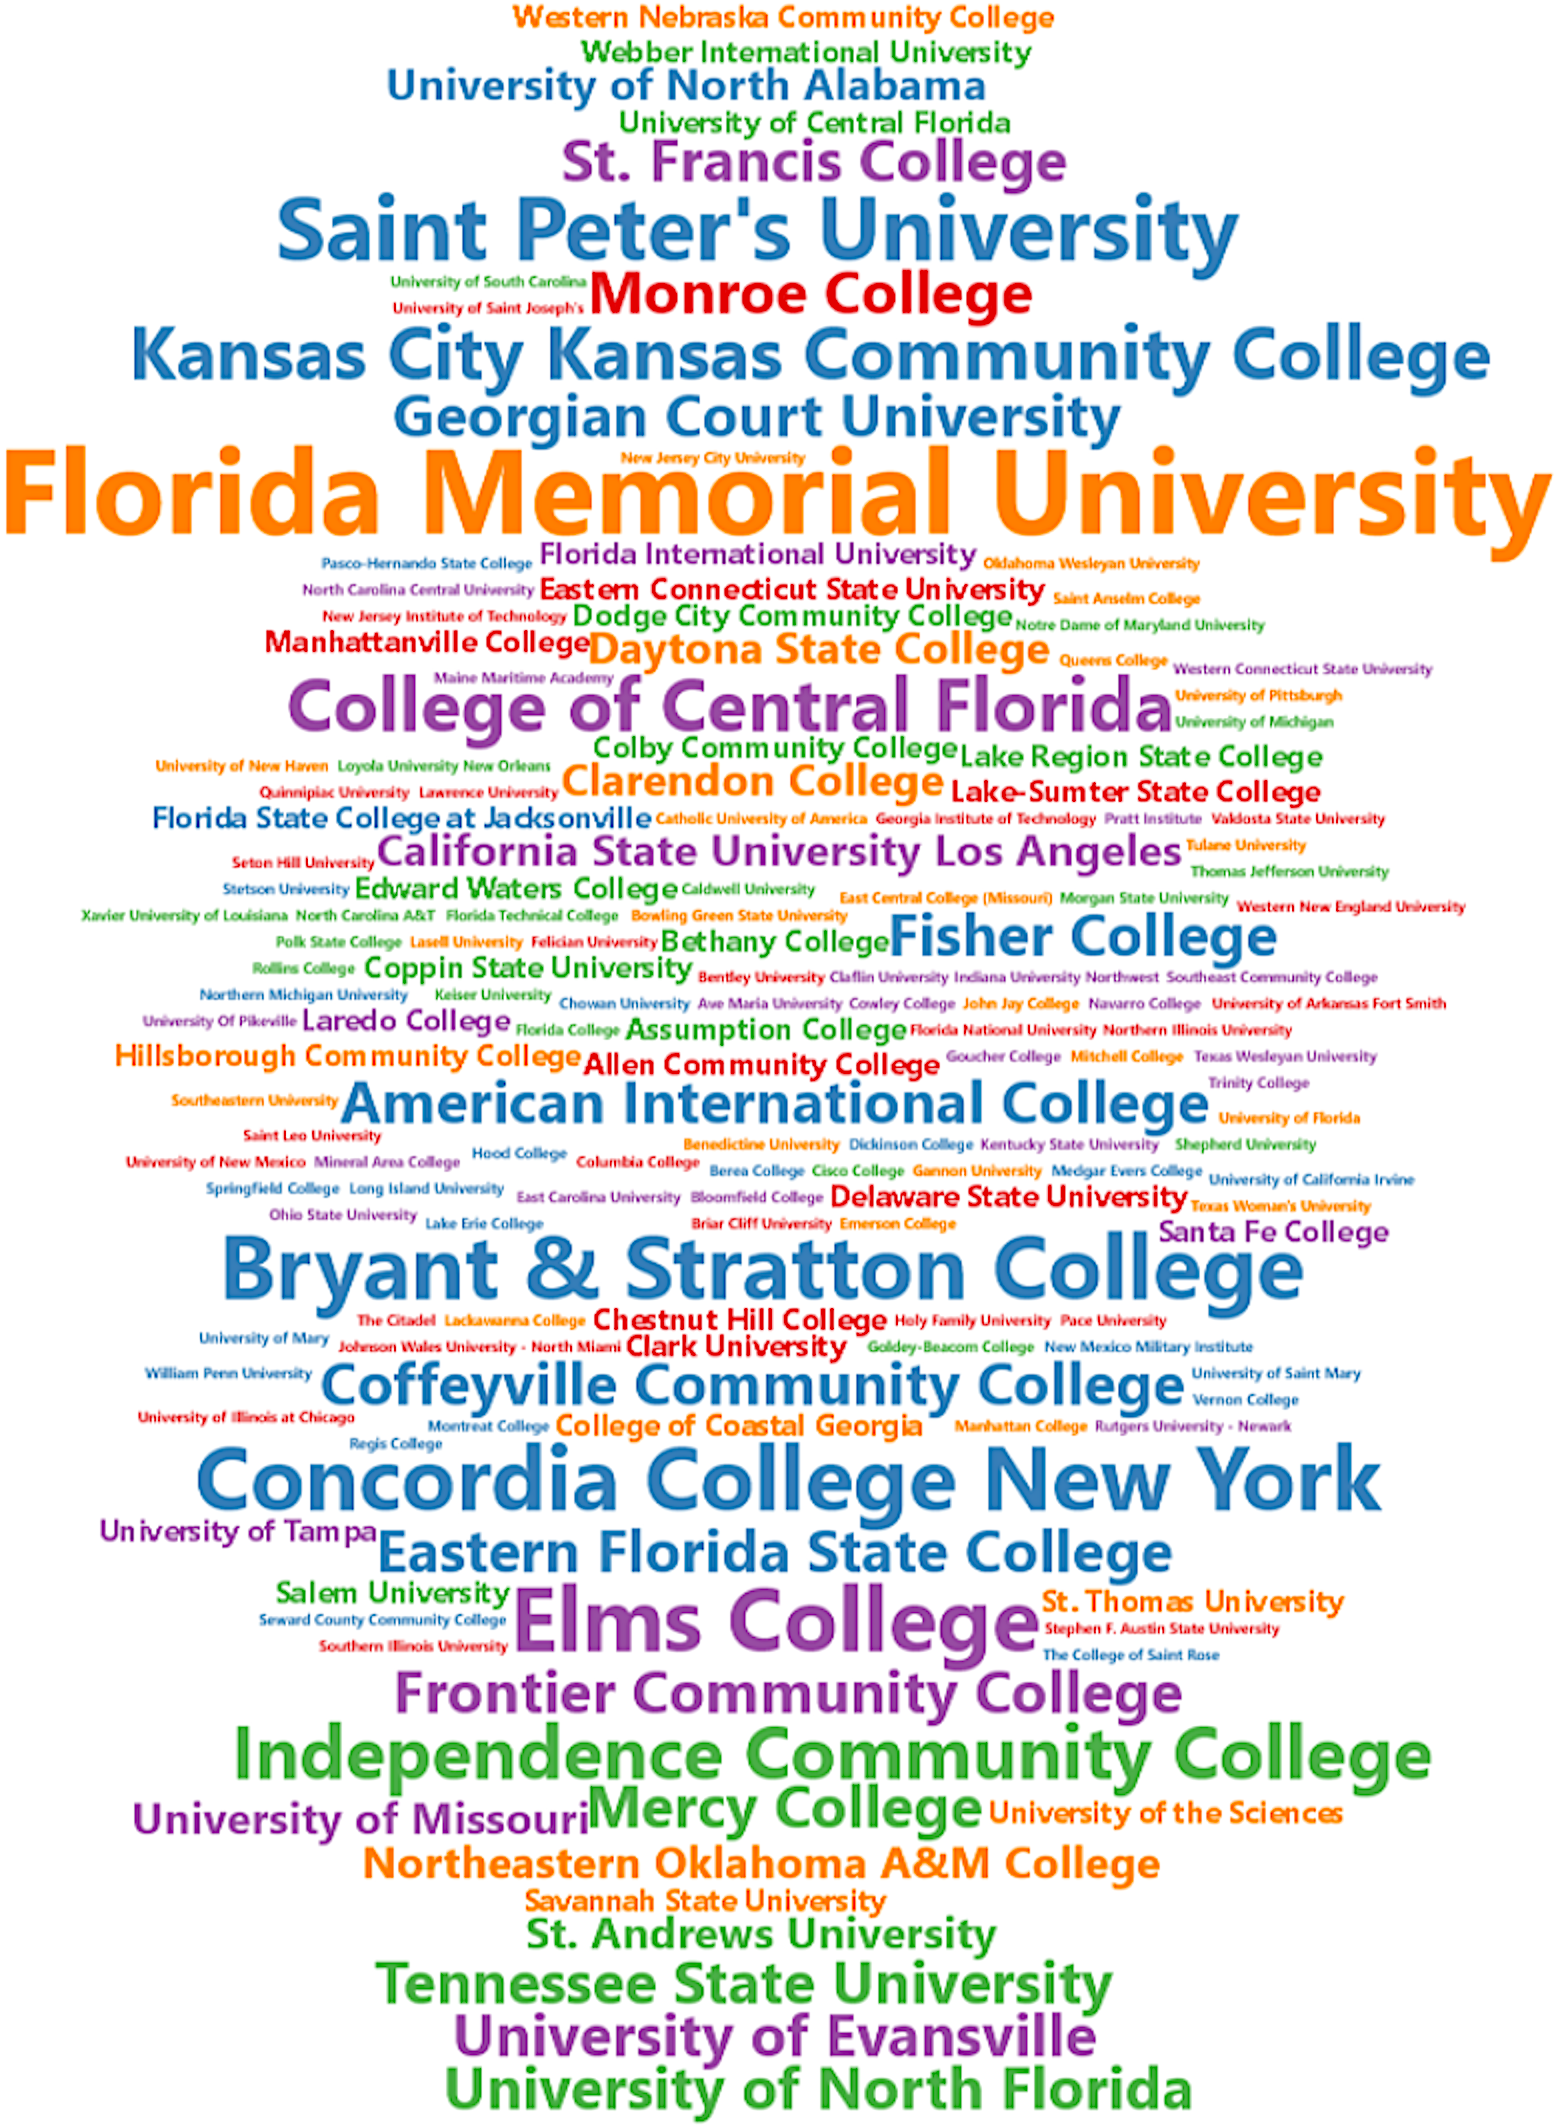 Western Nebraska Community College
Webber International University
University of North Alabama
University of Central Florida
St. Francis College
Saint Peter's University
University of South Carolina
University of Saint Joseph's
Monroe College
Kansas City Kansas Community College
Georgian Court University
New Jersey City University
Florida Memorial University
Pasco-Hernando State College Florida International University Oklahoma Wesleyan University
North Carolina Central University Eastern Connecticut State University Saint Anselm College
New Jersey Institute of Technology Dodge City Community College Notre Dame of Maryland University
Manhattanville College Daytona State College Queens College Western Connecticut State University
Maine Maritime Academy
College of Central Florida University of Pittsburgh
University of Michigan
Colby Community College Lake Region State College
University of New Haven Loyola University New Orleans
Quinnipiac University Lawrence University Clarendon College Lake-Sumter State College
Florida State College at Jacksonville Catholic University of America Georgia Institute of Technology Pratt Institute Valdosta State University
Seton Hill University California State University Los Angeles Tulane University
Thomas Jefferson University
Stetson University Edward Waters College Caldwell University East Central College (Missouri) Morgan State University Western New England University
Xavier University of Louisiana North Carolina A&T Florida Technical College Bowling Green State University
Polk State College Lasell University Felician University Bethany College Fisher College
Rollins College Coppin State University Bentley University Claflin University Indiana University Northwest Southeast Community College
Northern Michigan University Keiser University Chowan University Ave Maria University Cowley College John Jay College Navarro College University of Arkansas Fort Smith
University Of Pikeville Laredo College Florida College Assumption College Florida National University Northern Illinois University
Hillsborough Community College Allen Community College Goucher College Mitchell College Texas Wesleyan University
Trinity College
Southeastern University American International College University of Florida
Saint Leo University Hood College Benedictine University Dickinson College Kentucky State University Shepherd University
University of New Mexico Mineral Area College Columbia College Berea College Cisco College Gannon University Medgar Evers College University of California Irvine
Springfield College Long Island University East Carolina University Bloomfield College Delaware State University Texas Woman's University
Ohio State University Lake Erie College Briar Cliff University Emerson College Santa Fe College
Bryant & Stratton College
The Citadel Lackawanna College Chestnut Hill College Holy Family University Pace University
University of Mary Johnson Wales University - North Miami Clark University Goldey-Beacom College New Mexico Military Institute
William Penn University Coffeyville Community College University of Saint Mary
Vernon College
University of Illinois at Chicago Montreat College College of Coastal Georgia Manhattan College Rutgers University - Newark
Regis College
Concordia College New York
University of Tampa Eastern Florida State College
Salem University Elms College St. Thomas University
Seward County Community College Stephen F. Austin State University
Southern Illinois University The College of Saint Rose
Frontier Community College
Independence Community College
University of Missouri Mercy College University of the Sciences
Northeastern Oklahoma A&M College
Savannah State University
St. Andrews University
Tennessee State University
University of Evansville
University of North Florida